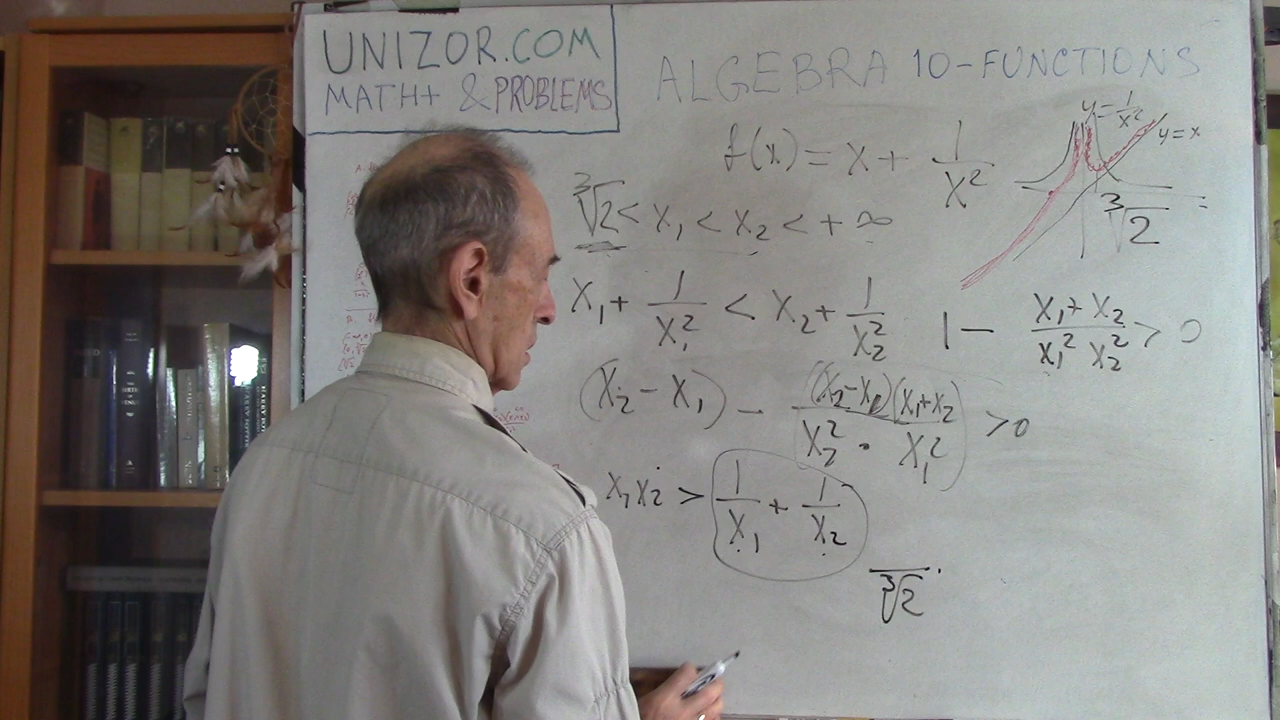 UNIZOR.COM
MATH+ & PROBLEMS
ALGEBRA 10-FUNCTIONS
f(x) = x + 1/x²
y = 1/x²
y = x
∛2 < x₁ < x₂ < +∞
∛2 =
x₁ + 1/x₁² < x₂ + 1/x₂²
1 − (x₁ + x₂)/(x₁² x₂²) > 0
(x₂ − x₁) − (x₂−x₁)(x₁+x₂)/(x₂² · x₁²) > 0
x₁x₂ > 1/x₁ + 1/x₂
∛2